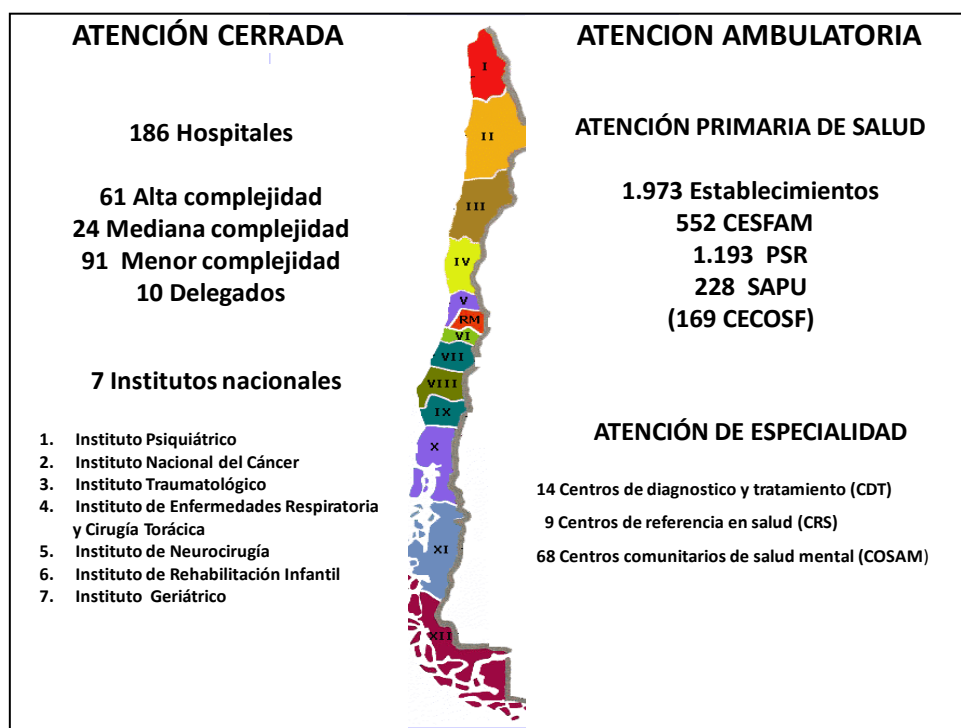 ATENCIÓN CERRADA
186 Hospitales
61 Alta complejidad
24 Mediana complejidad
91 Menor complejidad
10 Delegados
7 Institutos nacionales
1. Instituto Psiquiátrico
2. Instituto Nacional del Cáncer
3. Instituto Traumatológico
4. Instituto de Enfermedades Respiratoria
y Cirugía Torácica
5. Instituto de Neurocirugía
6. Instituto de Rehabilitación Infantil
7. Instituto Geriátrico
I
II
III
IV
V
RM
VI
VII
VIII
IX
X
XI
XII
ATENCION AMBULATORIA
ATENCIÓN PRIMARIA DE SALUD
1.973 Establecimientos
552 CESFAM
1.193 PSR
228 SAPU
(169 CECOSF)
ATENCIÓN DE ESPECIALIDAD
14 Centros de diagnostico y tratamiento (CDT)
9 Centros de referencia en salud (CRS)
68 Centros comunitarios de salud mental (COSAM)